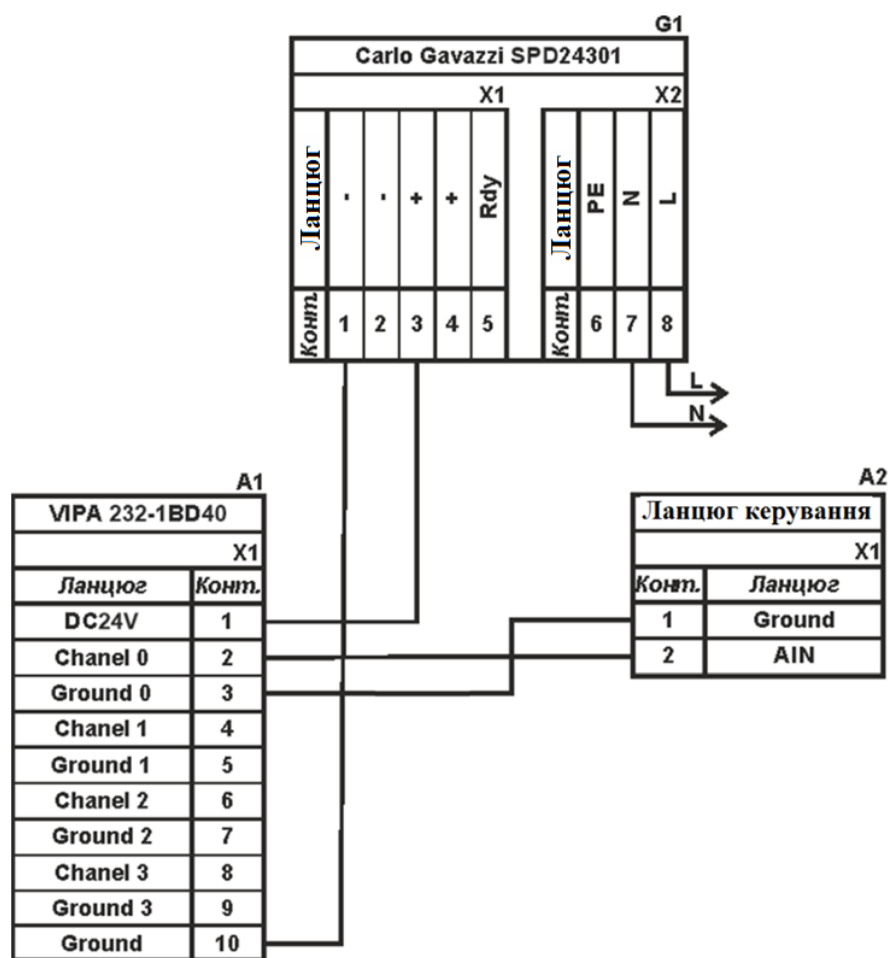 G1
Carlo Gavazzi SPD24301
X1 X2
Ланцюг - - + + Rdy Ланцюг PE N L
Конт. 1 2 3 4 5 Конт. 6 7 8
L
N
A1
VIPA 232-1BD40
X1
Ланцюг Конт.
DC24V 1
Chanel 0 2
Ground 0 3
Chanel 1 4
Ground 1 5
Chanel 2 6
Ground 2 7
Chanel 3 8
Ground 3 9
Ground 10
A2
Ланцюг керування
X1
Конт. Ланцюг
1 Ground
2 AIN